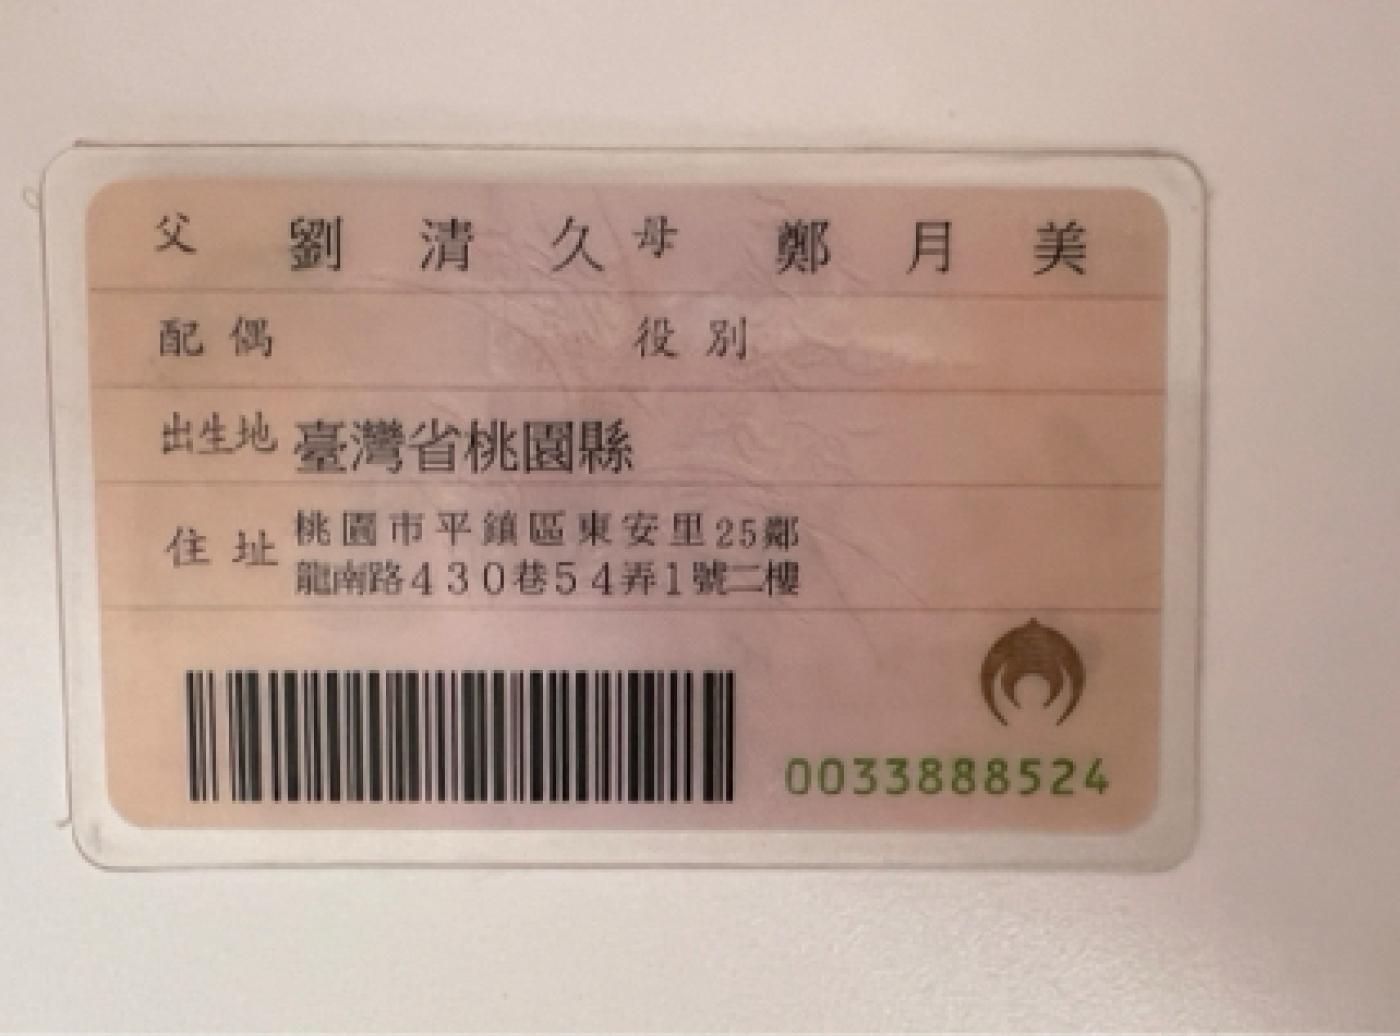 父 劉清久 母 鄭月美
配偶 役別
出生地 臺灣省桃園縣
住址 桃園市平鎮區東安里25鄰
龍南路430巷54弄1號二樓
0033888524